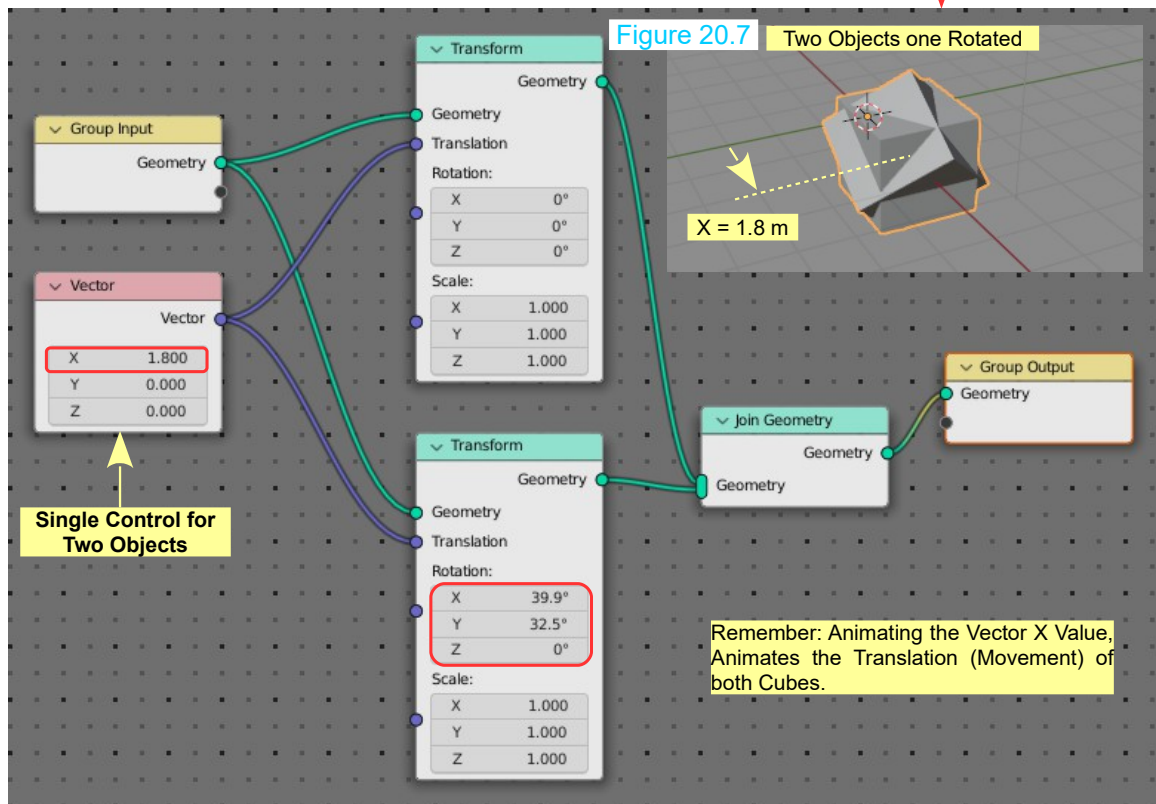 Figure 20.7
Two Objects one Rotated
X = 1.8 m
Group Input
Geometry
Vector
Vector
X 1.800
Y 0.000
Z 0.000
Single Control for
Two Objects
Transform
Geometry
Geometry
Translation
Rotation:
X 0°
Y 0°
Z 0°
Scale:
X 1.000
Y 1.000
Z 1.000
Transform
Geometry
Geometry
Translation
Rotation:
X 39.9°
Y 32.5°
Z 0°
Scale:
X 1.000
Y 1.000
Z 1.000
Join Geometry
Geometry
Geometry
Group Output
Geometry
Remember: Animating the Vector X Value,
Animates the Translation (Movement) of
both Cubes.